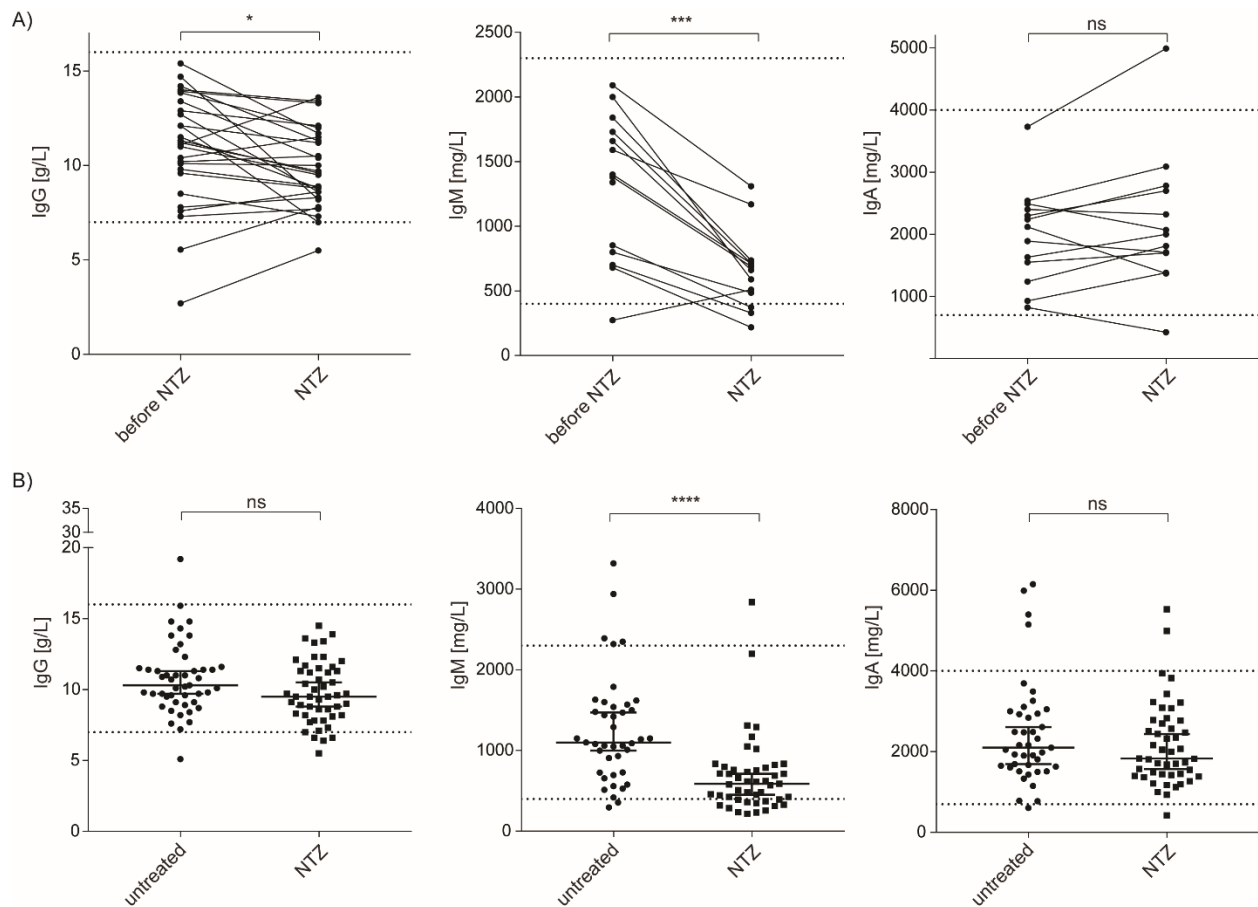 A)
*
IgG [g/L]
15
10
5
0
before NTZ
NTZ
***
IgM [mg/L]
2500
2000
1500
1000
500
0
before NTZ
NTZ
ns
IgA [mg/L]
5000
4000
3000
2000
1000
before NTZ
NTZ
B)
ns
IgG [g/L]
35
30
20
15
10
5
0
untreated
NTZ
****
IgM [mg/L]
4000
3000
2000
1000
0
untreated
NTZ
ns
IgA [mg/L]
8000
6000
4000
2000
0
untreated
NTZ